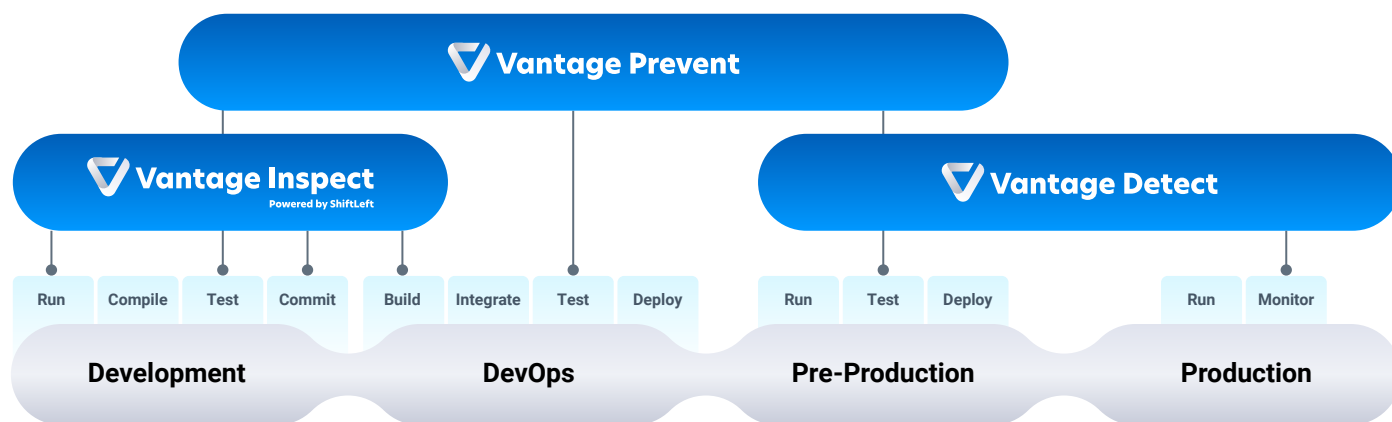 Vantage Prevent
Vantage Inspect
Powered by ShiftLeft
Vantage Detect
Run Compile Test Commit Build Integrate Test Deploy Run Test Deploy Run Monitor
Development DevOps Pre-Production Production